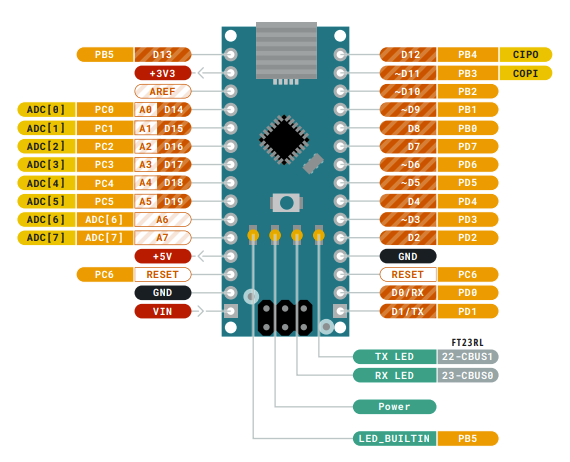 PB5 D13 D12 PB4 CIPO
+3V3 ~D11 PB3 COPI
AREF ~D10 PB2
ADC[0] PC0 A0 D14 ~D9 PB1
ADC[1] PC1 A1 D15 D8 PB0
ADC[2] PC2 A2 D16 D7 PD7
ADC[3] PC3 A3 D17 ~D6 PD6
ADC[4] PC4 A4 D18 ~D5 PD5
ADC[5] PC5 A5 D19 D4 PD4
ADC[6] ADC[6] A6 ~D3 PD3
ADC[7] ADC[7] A7 D2 PD2
+5V GND
PC6 RESET RESET PC6
GND D0/RX PD0
VIN D1/TX PD1
FT23RL
TX LED 22-CBUS1
RX LED 23-CBUS0
Power
LED_BUILTIN PB5